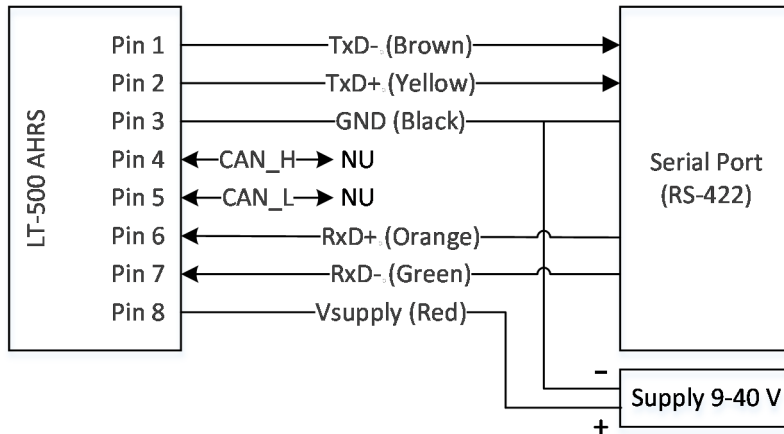 LT-500 AHRS
Pin 1 TxD- (Brown)
Pin 2 TxD+ (Yellow)
Pin 3 GND (Black)
Pin 4 CAN_H NU
Pin 5 CAN_L NU
Pin 6 RxD+ (Orange)
Pin 7 RxD- (Green)
Pin 8 Vsupply (Red)
Serial Port
(RS-422)
-
Supply 9-40 V
+